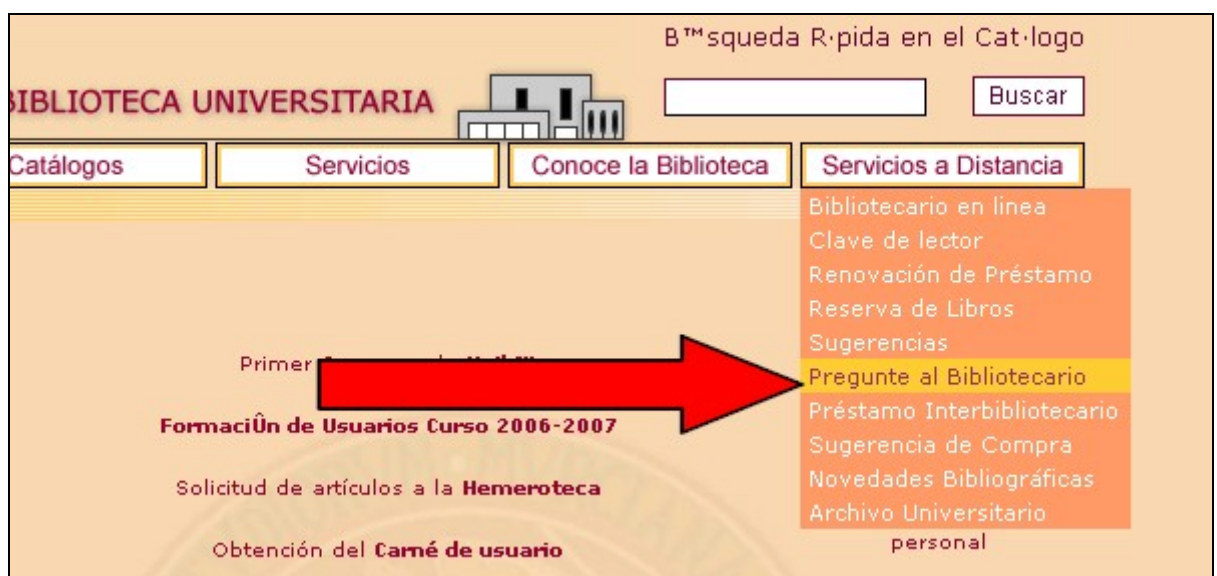 B™squeda R·pida en el Cat·logo
BIBLIOTECA UNIVERSITARIA
Buscar
Catálogos Servicios Conoce la Biblioteca Servicios a Distancia
Bibliotecario en linea
Clave de lector
Renovación de Préstamo
Reserva de Libros
Sugerencias
Primer
Pregunte al Bibliotecario
Préstamo Interbibliotecario
FormaciÛn de Usuarios Curso 2006-2007
Sugerencia de Compra
Novedades Bibliográficas
Solicitud de artículos a la Hemeroteca
Archivo Universitario
personal
Obtención del Carné de usuario